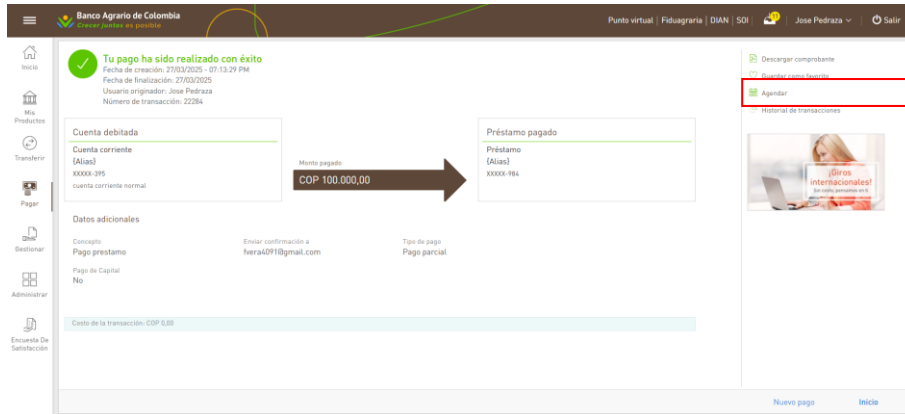 Banco Agrario de Colombia
Crecer juntos es posible
Punto virtual | Fiduagraria | DIAN | SOI
Jose Pedraza
Salir
Inicio
Mis
Productos
Transferir
Pagar
Gestionar
Administrar
Encuesta De
Satisfacción
Tu pago ha sido realizado con éxito
Fecha de creación: 27/03/2025 - 07:13:29 PM
Fecha de finalización: 27/03/2025
Usuario originador: Jose Pedraza
Número de transacción: 22284
Cuenta debitada
Cuenta corriente
(Alias)
XXXXX-395
cuenta corriente normal
Monto pagado
COP 100.000,00
Préstamo pagado
Préstamo
(Alias)
XXXXX-984
Datos adicionales
Concepto
Pago prestamo
Enviar confirmación a
fvera4091@gmail.com
Tipo de pago
Pago parcial
Pago de Capital
No
Costo de la transacción: COP 0,00
Descargar comprobante
Guardar como favorito
Agendar
Historial de transacciones
¡Giros
internacionales!
Sin costo, pensamos en ti
Nuevo pago
Inicio